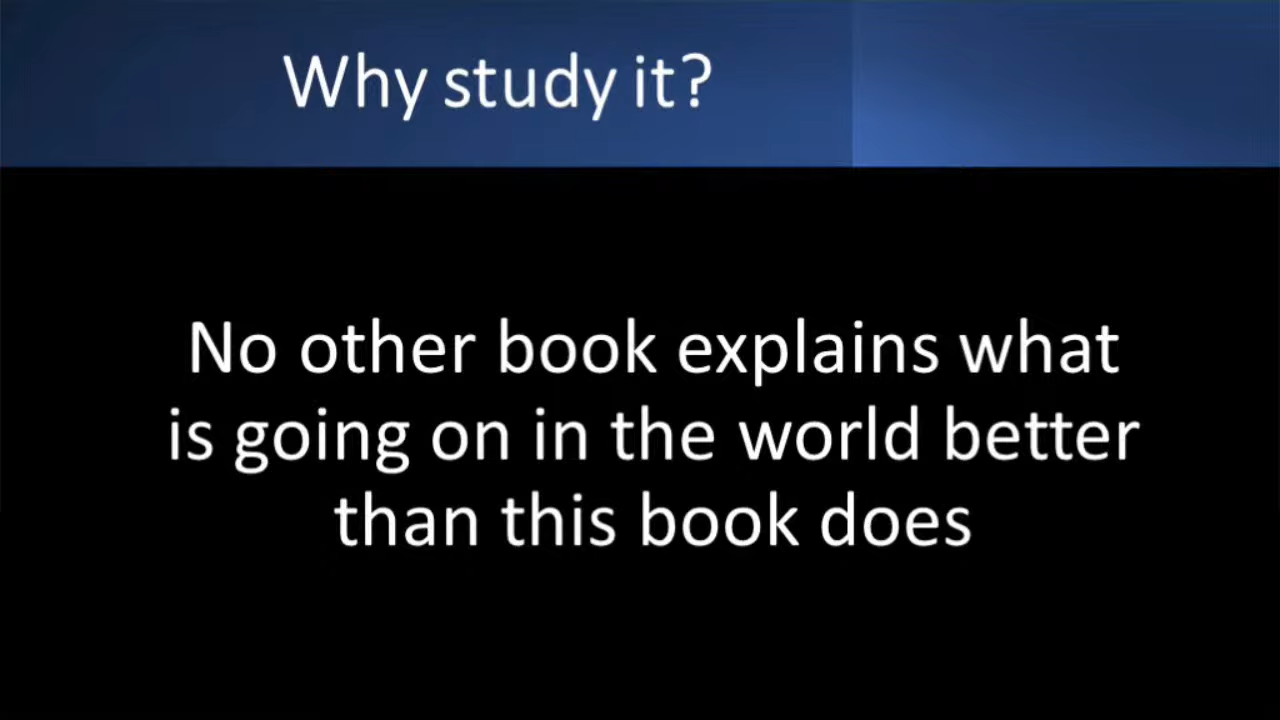 Why study it?
No other book explains what
is going on in the world better
than this book does